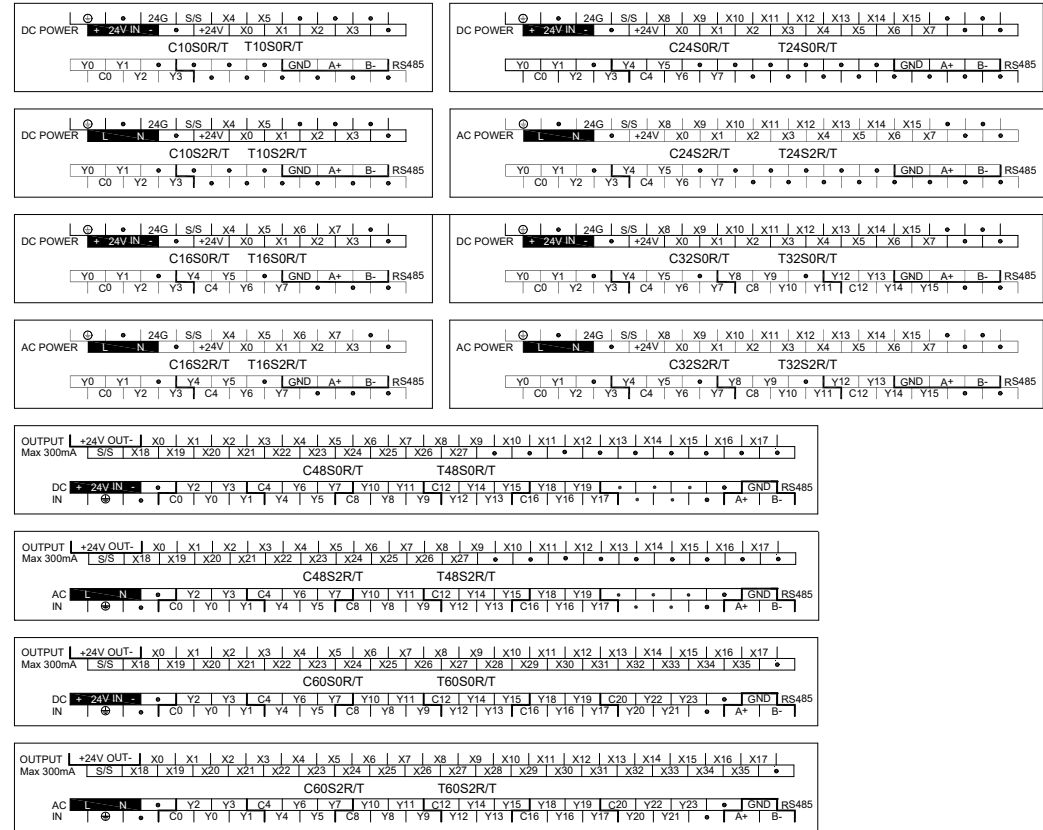 24G S/S X4 X5
DC POWER + 24V IN - +24V X0 X1 X2 X3
C10S0R/T T10S0R/T
Y0 Y1 Y4 GND A+ B- RS485
C0 Y2 Y3
24G S/S X8 X9 X10 X11 X12 X13 X14 X15
DC POWER + 24V IN - +24V X0 X1 X2 X3 X4 X5 X6 X7
C24S0R/T T24S0R/T
Y0 Y1 Y4 Y5 GND A+ B- RS485
C0 Y2 Y3 C4 Y6 Y7
24G S/S X4 X5
DC POWER L N +24V X0 X1 X2 X3
C10S2R/T T10S2R/T
Y0 Y1 GND A+ B- RS485
C0 Y2 Y3
24G S/S X8 X9 X10 X11 X12 X13 X14 X15
AC POWER L N +24V X0 X1 X2 X3 X4 X5 X6 X7
C24S2R/T T24S2R/T
Y0 Y1 Y4 Y5 GND A+ B- RS485
C0 Y2 Y3 C4 Y6 Y7
24G S/S X4 X5 X6 X7
DC POWER + 24V IN - +24V X0 X1 X2 X3
C16S0R/T T16S0R/T
Y0 Y1 Y4 Y5 GND A+ B- RS485
C0 Y2 Y3 C4 Y6 Y7
24G S/S X8 X9 X10 X11 X12 X13 X14 X15
DC POWER + 24V IN - +24V X0 X1 X2 X3 X4 X5 X6 X7
C32S0R/T T32S0R/T
Y0 Y1 Y4 Y5 Y8 Y9 Y12 Y13 GND A+ B- RS485
C0 Y2 Y3 C4 Y6 Y7 C8 Y10 Y11 C12 Y14 Y15
24G S/S X4 X5 X6 X7
AC POWER L N +24V X0 X1 X2 X3
C16S2R/T T16S2R/T
Y0 Y1 Y4 Y5 GND A+ B- RS485
C0 Y2 Y3 C4 Y6 Y7
24G S/S X8 X9 X10 X11 X12 X13 X14 X15
AC POWER L N +24V X0 X1 X2 X3 X4 X5 X6 X7
C32S2R/T T32S2R/T
Y0 Y1 Y4 Y5 Y8 Y9 Y12 Y13 GND A+ B- RS485
C0 Y2 Y3 C4 Y6 Y7 C8 Y10 Y11 C12 Y14 Y15
OUTPUT +24V OUT- X0 X1 X2 X3 X4 X5 X6 X7 X8 X9 X10 X11 X12 X13 X14 X15 X16 X17
Max 300mA S/S X18 X19 X20 X21 X22 X23 X24 X25 X26 X27
C48S0R/T T48S0R/T
DC + 24V IN - Y2 Y3 C4 Y6 Y7 Y10 Y11 C12 Y14 Y15 Y18 Y19 GND RS485
IN C0 Y0 Y1 Y4 Y5 C8 Y8 Y9 Y12 Y13 C16 Y16 Y17 A+ B-
OUTPUT +24V OUT- X0 X1 X2 X3 X4 X5 X6 X7 X8 X9 X10 X11 X12 X13 X14 X15 X16 X17
Max 300mA S/S X18 X19 X20 X21 X22 X23 X24 X25 X26 X27
C48S2R/T T48S2R/T
AC L N Y2 Y3 C4 Y6 Y7 Y10 Y11 C12 Y14 Y15 Y18 Y19 GND RS485
IN C0 Y0 Y1 Y4 Y5 C8 Y8 Y9 Y12 Y13 C16 Y16 Y17 A+ B-
OUTPUT +24V OUT- X0 X1 X2 X3 X4 X5 X6 X7 X8 X9 X10 X11 X12 X13 X14 X15 X16 X17
Max 300mA S/S X18 X19 X20 X21 X22 X23 X24 X25 X26 X27 X28 X29 X30 X31 X32 X33 X34 X35
C60S0R/T T60S0R/T
DC + 24V IN - Y2 Y3 C4 Y6 Y7 Y10 Y11 C12 Y14 Y15 Y18 Y19 C20 Y22 Y23 GND RS485
IN C0 Y0 Y1 Y4 Y5 C8 Y8 Y9 Y12 Y13 C16 Y16 Y17 Y20 Y21 A+ B-
OUTPUT +24V OUT- X0 X1 X2 X3 X4 X5 X6 X7 X8 X9 X10 X11 X12 X13 X14 X15 X16 X17
Max 300mA S/S X18 X19 X20 X21 X22 X23 X24 X25 X26 X27 X28 X29 X30 X31 X32 X33 X34 X35
C60S2R/T T60S2R/T
AC L N Y2 Y3 C4 Y6 Y7 Y10 Y11 C12 Y14 Y15 Y18 Y19 C20 Y22 Y23 GND RS485
IN C0 Y0 Y1 Y4 Y5 C8 Y8 Y9 Y12 Y13 C16 Y16 Y17 Y20 Y21 A+ B-